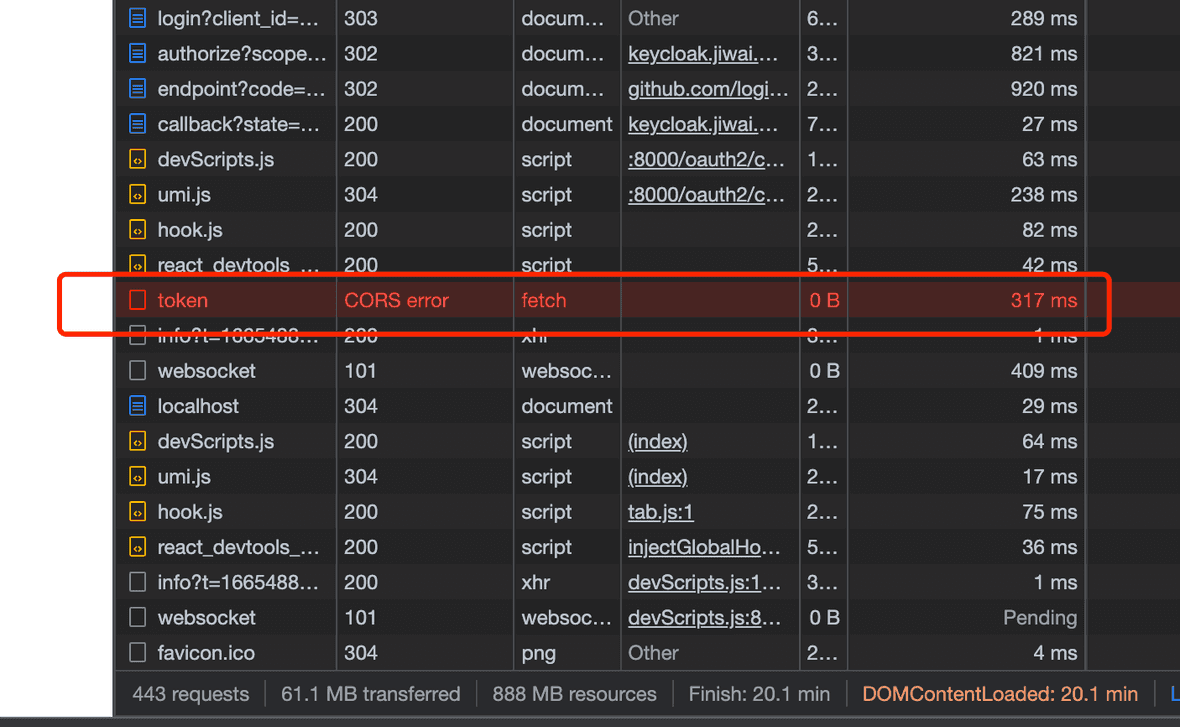 login?client_id=... 303 docum... Other 6... 289 ms
authorize?scope... 302 docum... keycloak.jiwai.... 3... 821 ms
endpoint?code=... 302 docum... github.com/logi... 2... 920 ms
callback?state=... 200 document keycloak.jiwai.... 7... 27 ms
devScripts.js 200 script :8000/oauth2/c... 1... 63 ms
umi.js 304 script :8000/oauth2/c... 2... 238 ms
hook.js 200 script 2... 82 ms
react_devtools_... 200 script 5... 42 ms
token CORS error fetch 0 B 317 ms
info?t=1665488... 200 xhr 3... 1 ms
websocket 101 websoc... 0 B 409 ms
localhost 304 document 2... 29 ms
devScripts.js 200 script (index) 1... 64 ms
umi.js 304 script (index) 2... 17 ms
hook.js 200 script tab.js:1 2... 75 ms
react_devtools_... 200 script injectGlobalHo... 5... 36 ms
info?t=1665488... 200 xhr devScripts.js:1... 3... 1 ms
websocket 101 websoc... devScripts.js:8... 0 B Pending
favicon.ico 304 png Other 2... 4 ms
443 requests 61.1 MB transferred 888 MB resources Finish: 20.1 min DOMContentLoaded: 20.1 min L